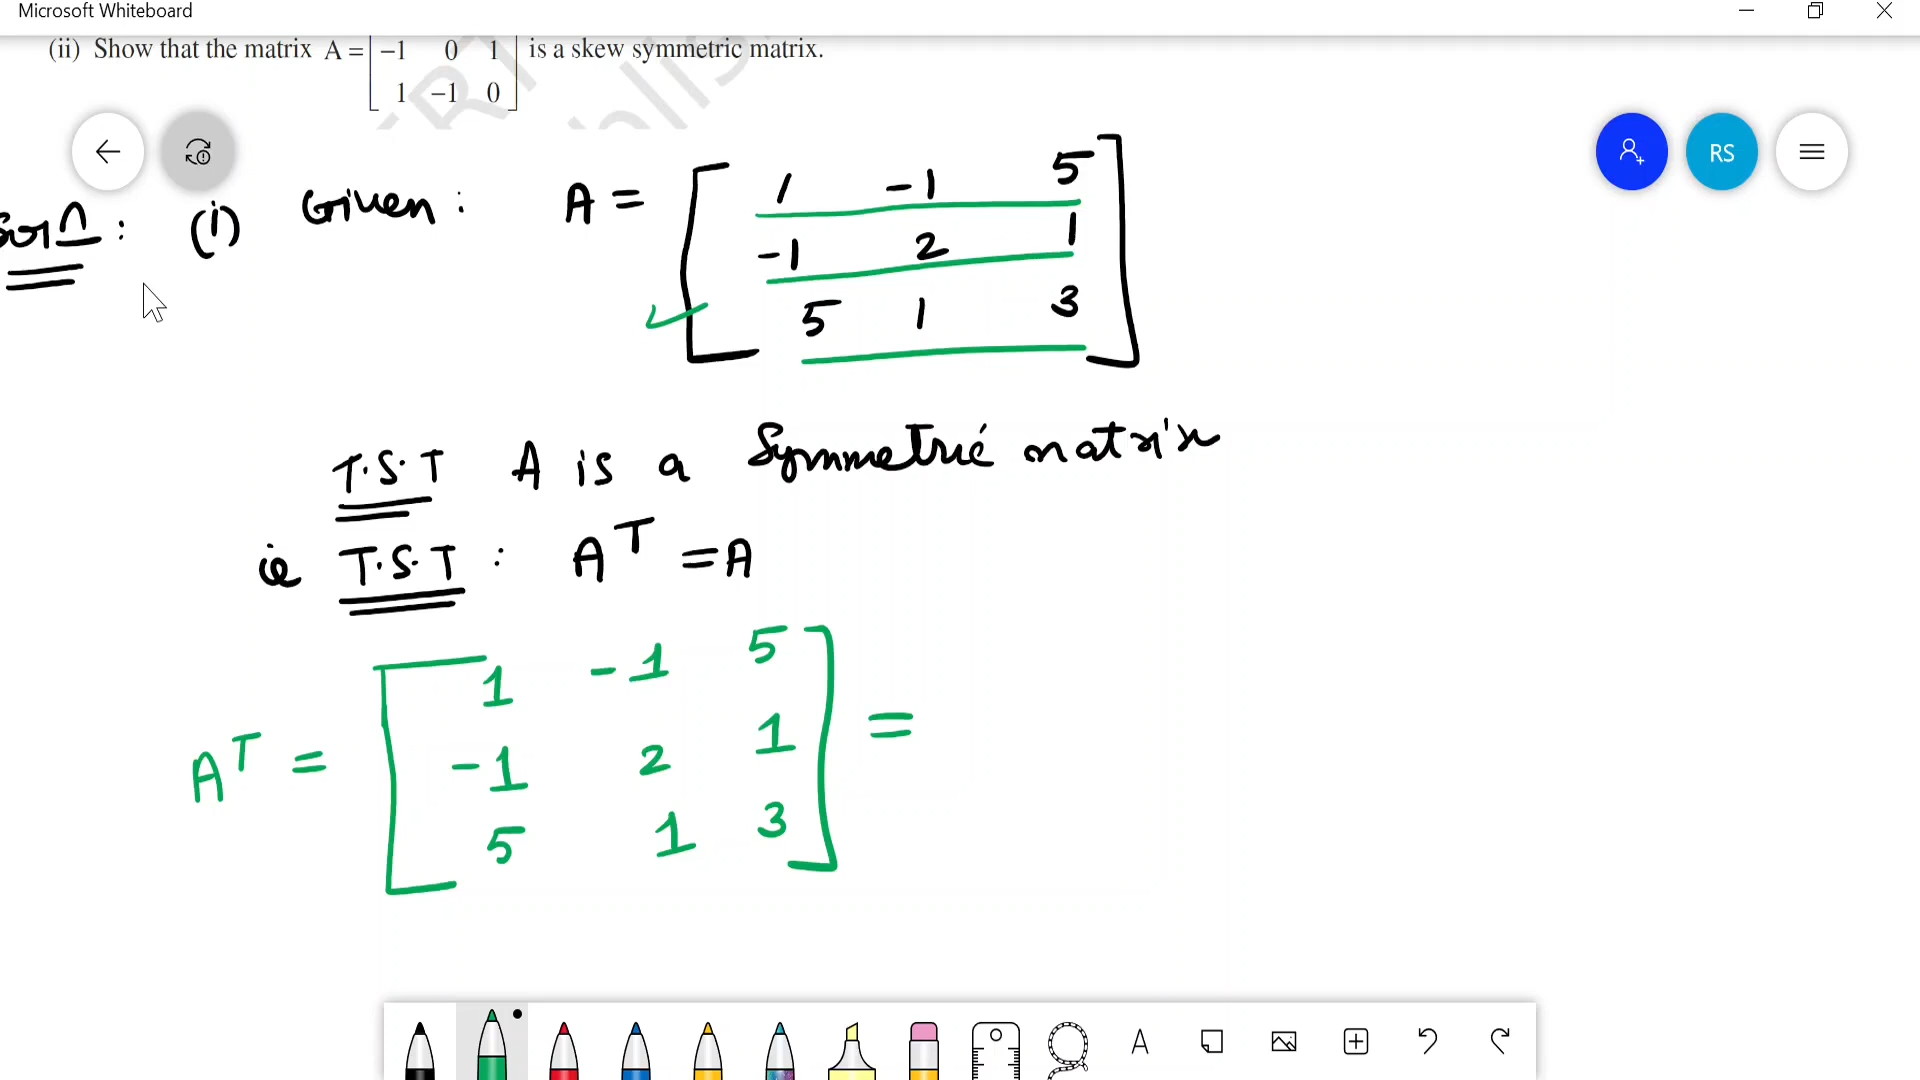 Microsoft Whiteboard
(ii) Show that the matrix A = [ −1 0 1 ] is a skew symmetric matrix.
1 −1 0
Solⁿ : (i) Given : A = [ 1 -1 5
-1 2 1
5 1 3 ]
RS
T.S.T A is a Symmetric matrix
ie T.S.T : Aᵀ = A
Aᵀ = [ 1 -1 5
-1 2 1
5 1 3 ] =
A